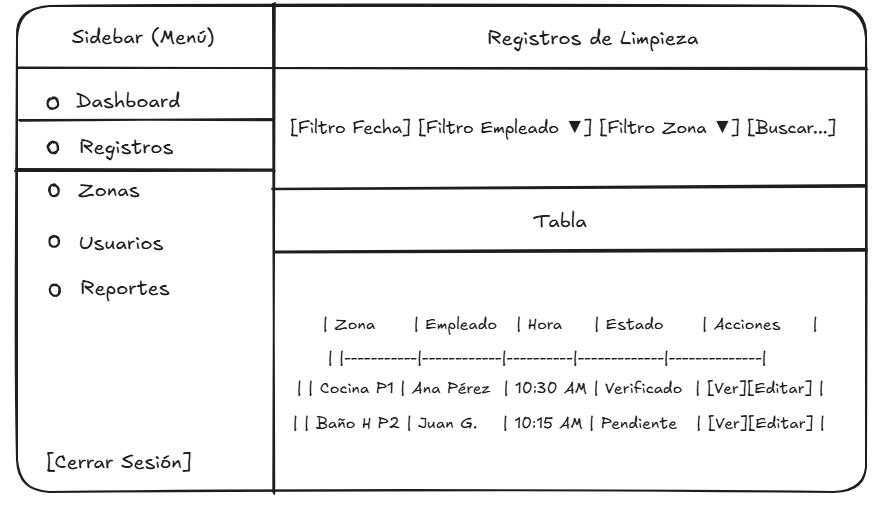 Sidebar (Menú)
Registros de Limpieza
Dashboard
Registros
Zonas
Usuarios
Reportes
[Cerrar Sesión]
[Filtro Fecha] [Filtro Empleado ▼] [Filtro Zona ▼] [Buscar...]
Tabla
| Zona | Empleado | Hora | Estado | Acciones |
| |-----------|------------|----------|-------------|--------------|
| | Cocina P1 | Ana Pérez | 10:30 AM | Verificado | [Ver][Editar] |
| | Baño H P2 | Juan G. | 10:15 AM | Pendiente | [Ver][Editar] |